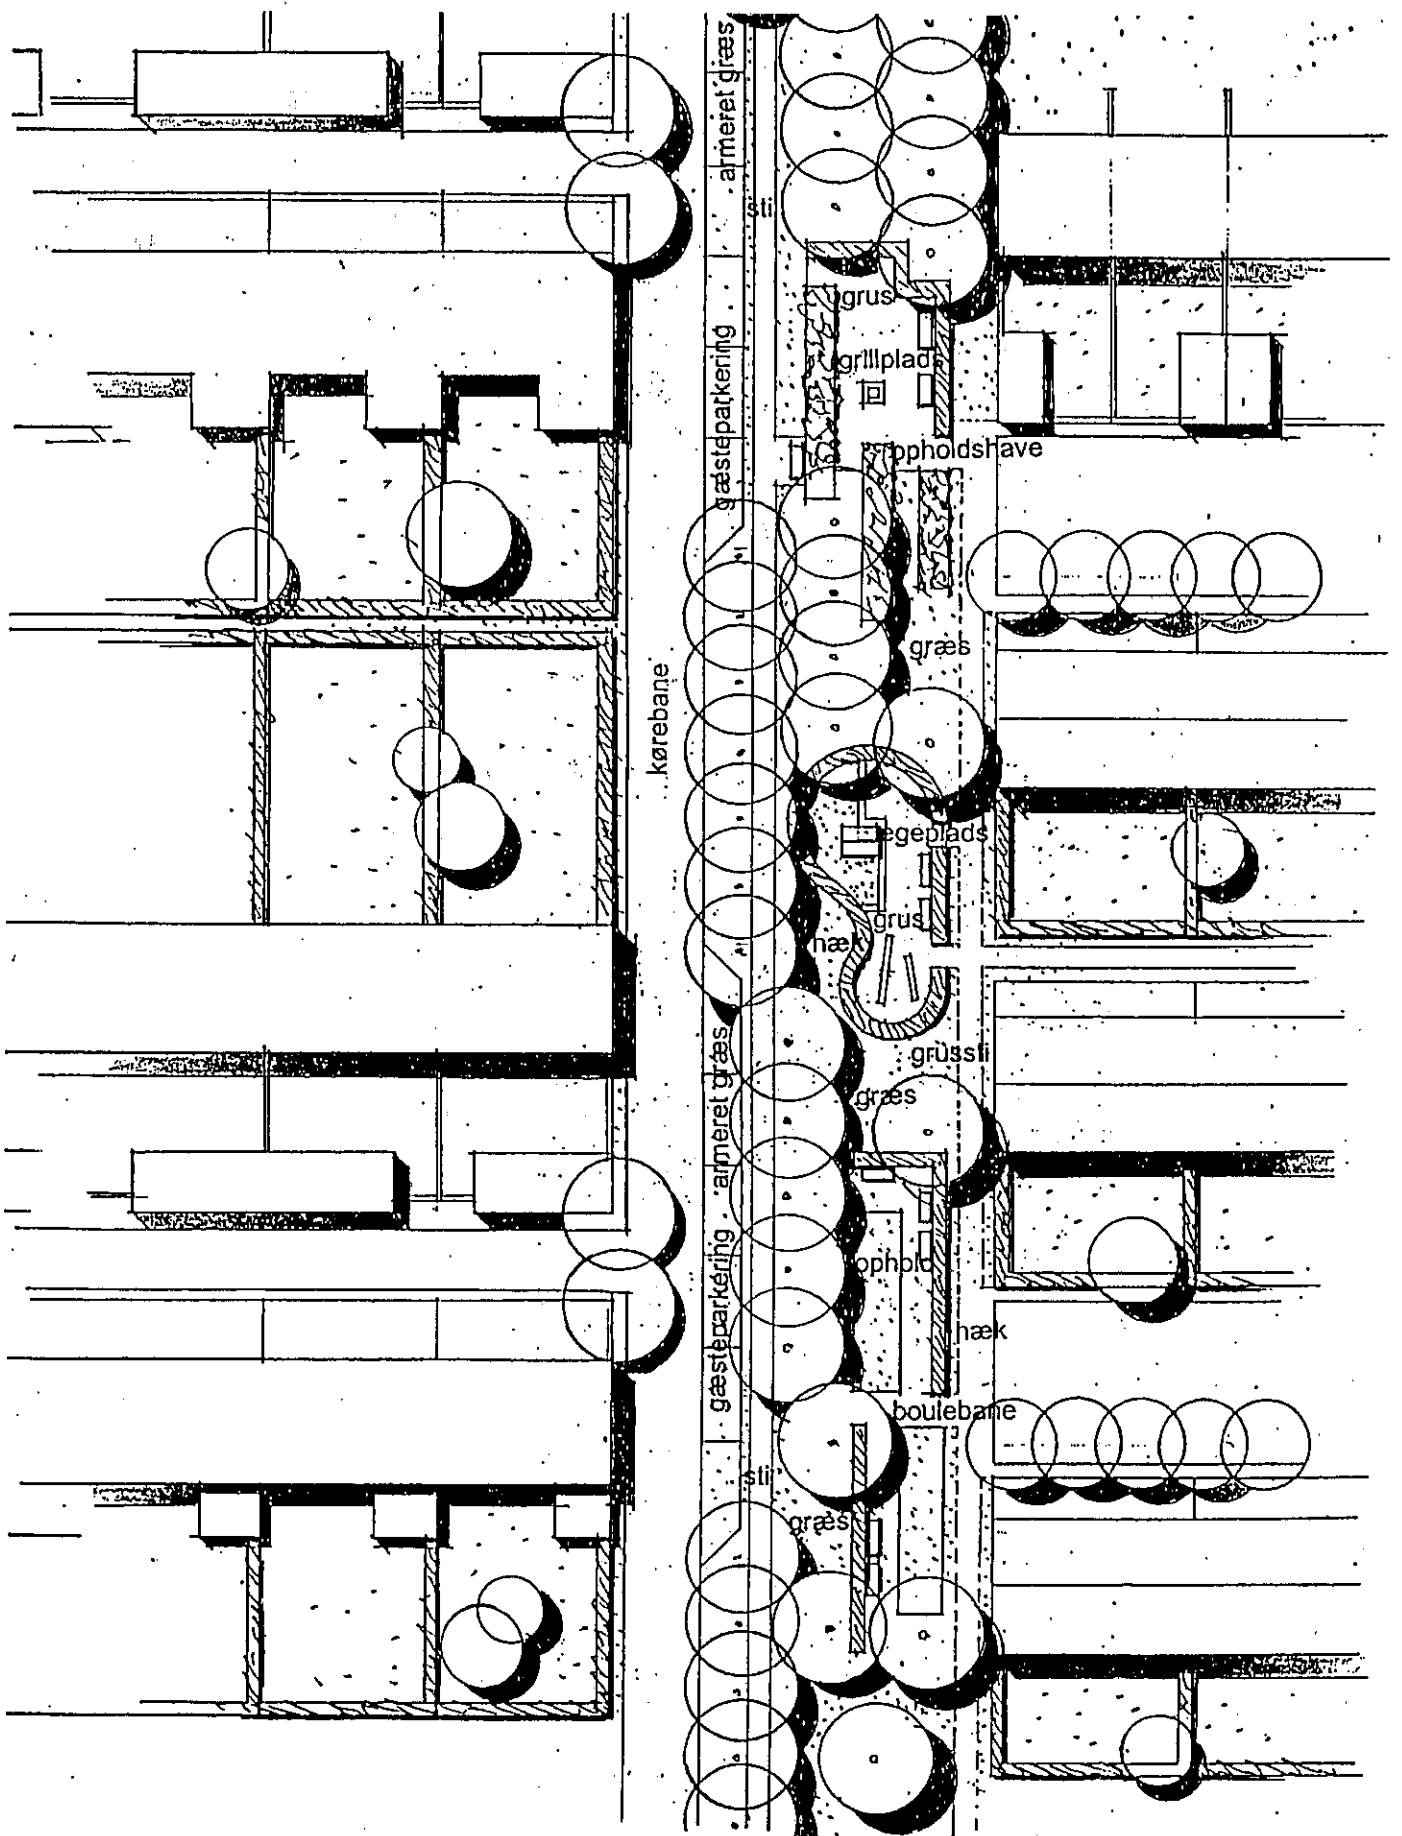 armeret græs
sti
grus
grillplads
gæsteparkering
opholdshave
græs
kørebane
legeplads
grus
hæk
grussti
armeret græs
græs
ophold
gæsteparkering
hæk
boulebane
sti
græs